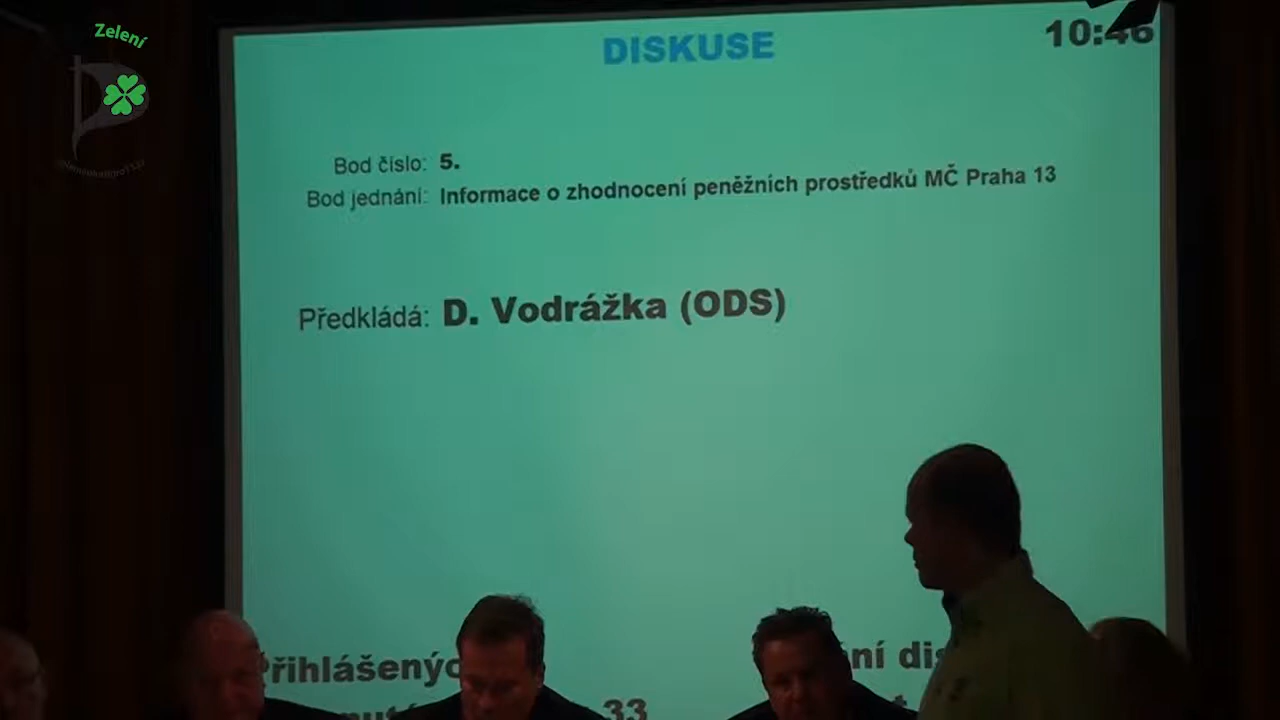 Zelení
DISKUSE
10:46
Bod číslo: 5.
Bod jednání: Informace o zhodnocení peněžních prostředků MČ Praha 13
Předkládá: D. Vodrážka (ODS)
33